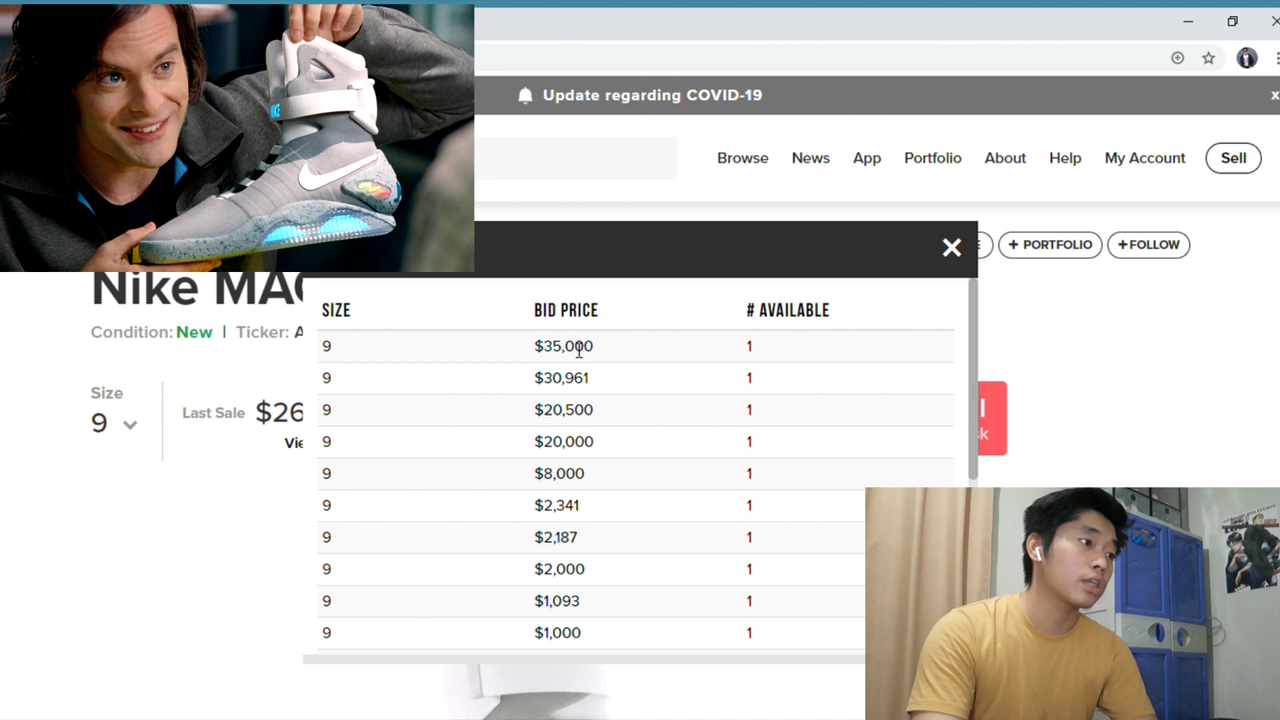 Update regarding COVID-19
x
Browse News App Portfolio About Help My Account Sell
+ PORTFOLIO +FOLLOW
Nike MA
Condition: New | Ticker:
SIZE BID PRICE # AVAILABLE
9 $35,000 1
9 $30,961 1
9 $20,500 1
9 $20,000 1
9 $8,000 1
9 $2,341 1
9 $2,187 1
9 $2,000 1
9 $1,093 1
9 $1,000 1
Size
9
Last Sale $26